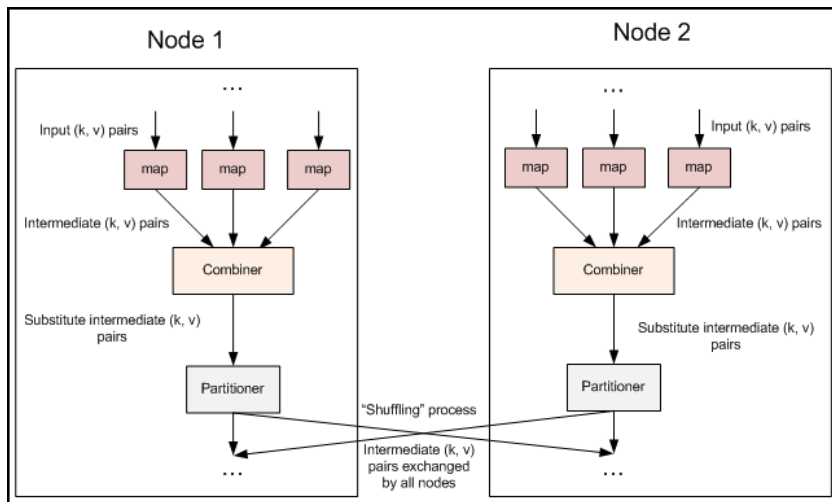 Node 1
Node 2
...
...
Input (k, v) pairs
Input (k, v) pairs
map
map
map
map
map
map
Intermediate (k, v) pairs
Intermediate (k, v) pairs
Combiner
Combiner
Substitute intermediate (k, v)
pairs
Substitute intermediate (k, v)
pairs
Partitioner
Partitioner
“Shuffling” process
Intermediate (k, v)
pairs exchanged
by all nodes
...
...